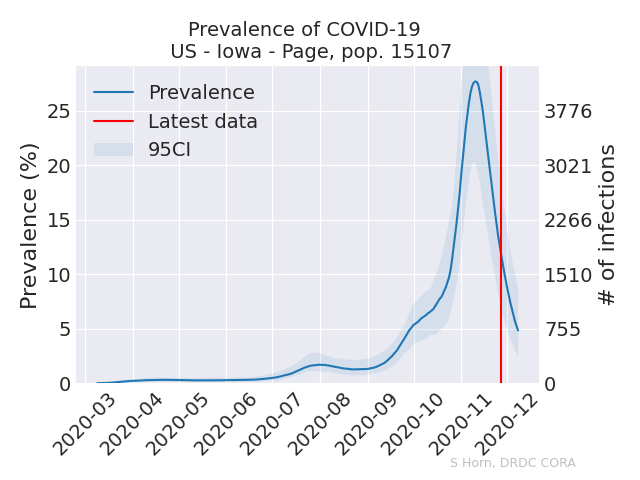 Prevalence of COVID-19
US - Iowa - Page, pop. 15107
Prevalence
Latest data
95CI
Prevalence (%)
25
20
15
10
5
0
3776
3021
2266
1510
755
0
# of infections
2020-03
2020-04
2020-05
2020-06
2020-07
2020-08
2020-09
2020-10
2020-11
2020-12
S Horn, DRDC CORA